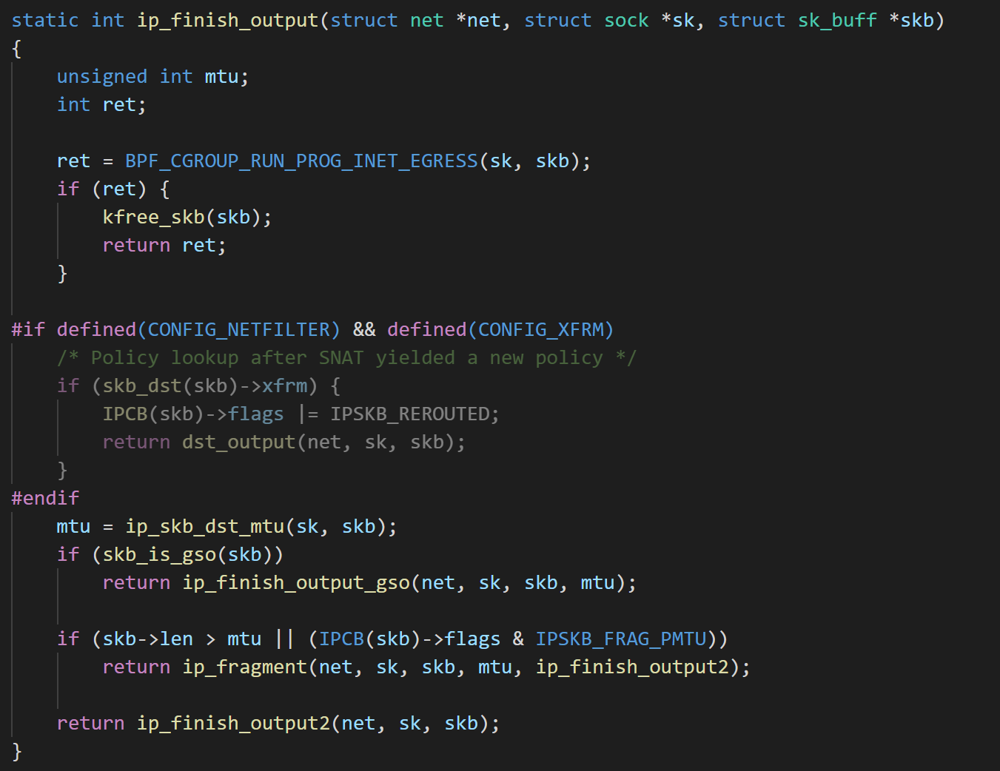 static int ip_finish_output(struct net *net, struct sock *sk, struct sk_buff *skb)
{
    unsigned int mtu;
    int ret;

    ret = BPF_CGROUP_RUN_PROG_INET_EGRESS(sk, skb);
    if (ret) {
        kfree_skb(skb);
        return ret;
    }

#if defined(CONFIG_NETFILTER) && defined(CONFIG_XFRM)
    /* Policy lookup after SNAT yielded a new policy */
    if (skb_dst(skb)->xfrm) {
        IPCB(skb)->flags |= IPSKB_REROUTED;
        return dst_output(net, sk, skb);
    }
#endif
    mtu = ip_skb_dst_mtu(sk, skb);
    if (skb_is_gso(skb))
        return ip_finish_output_gso(net, sk, skb, mtu);

    if (skb->len > mtu || (IPCB(skb)->flags & IPSKB_FRAG_PMTU))
        return ip_fragment(net, sk, skb, mtu, ip_finish_output2);

    return ip_finish_output2(net, sk, skb);
}